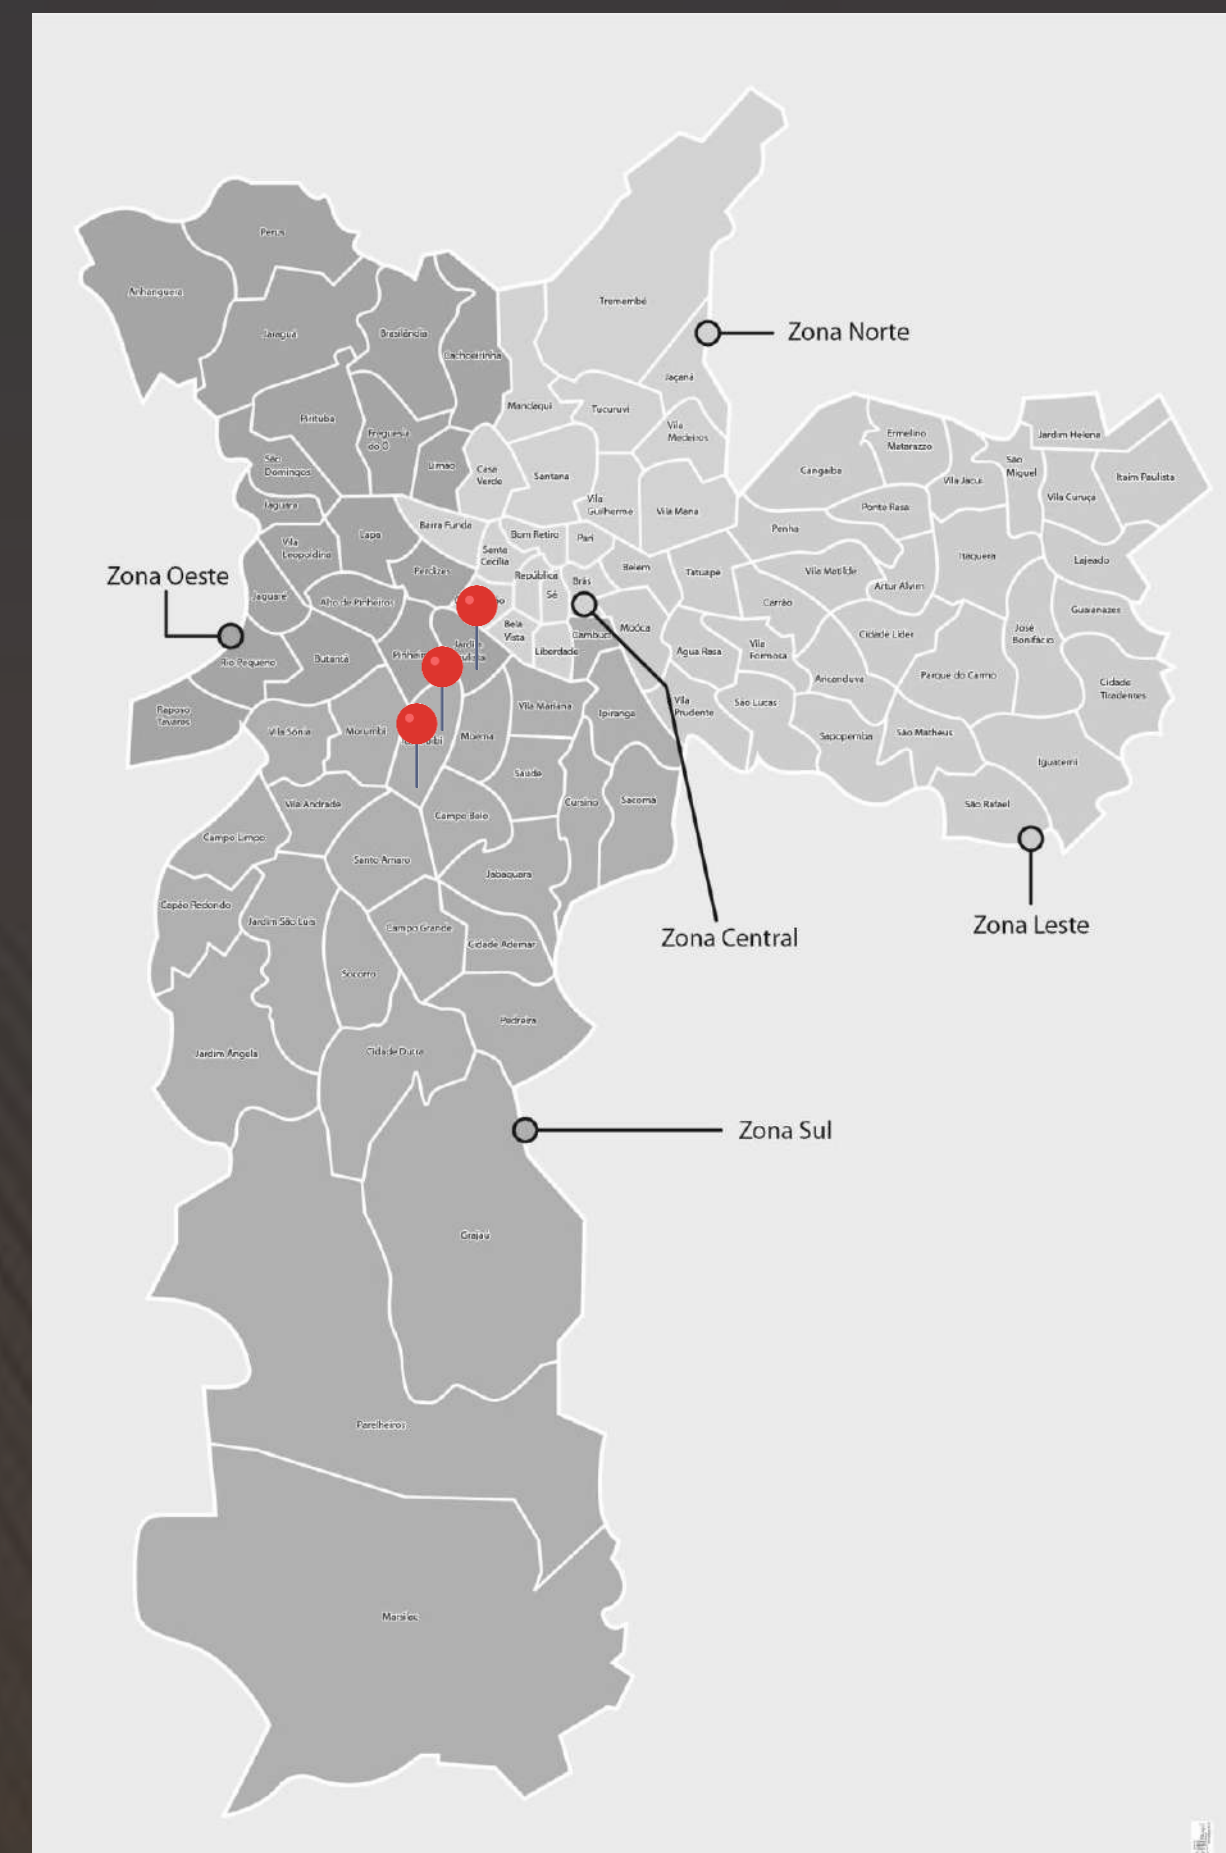 Perus
Anhanguera
Jaraguá
Brasilândia
Cachoeirinha
Tremembé
Zona Norte
Jaçanã
Mandaqui
Tucuruvi
Vila
Medeiros
Pirituba
Freguesia
do Ó
Limão
Casa
Verde
Santana
Vila
Guilherme
Vila Maria
São
Domingos
Jaguara
Cangaíba
Ermelino
Matarazzo
Jardim Helena
São
Miguel
Vila Jacuí
Itaim Paulista
Vila Curuçá
Ponte Rasa
Penha
Lapa
Barra Funda
Bom Retiro
Pari
Vila
Leopoldina
Santa
Cecília
Perdizes
República
Brás
Belém
Tatuapé
Vila Matilde
Artur Alvim
Itaquera
Lajeado
Zona Oeste
Jaguaré
Alto de Pinheiros
Sé
Carrão
Guaianazes
Bela
Vista
Cambuci
Moóca
Cidade Líder
José
Bonifácio
Rio Pequeno
Butantã
Liberdade
Água Rasa
Vila
Formosa
Aricanduva
Parque do Carmo
Cidade
Tiradentes
Raposo
Tavares
Vila Sônia
Morumbi
Moema
Vila Mariana
Ipiranga
Vila
Prudente
São Lucas
Sapopemba
São Matheus
Iguatemi
Saúde
Cursino
Sacomã
São Rafael
Vila Andrade
Campo Belo
Campo Limpo
Santo Amaro
Jabaquara
Capão Redondo
Jardim São Luis
Campo Grande
Cidade Ademar
Zona Central
Zona Leste
Socorro
Pedreira
Jardim Ângela
Cidade Dutra
Zona Sul
Grajaú
Parelheiros
Marsilac